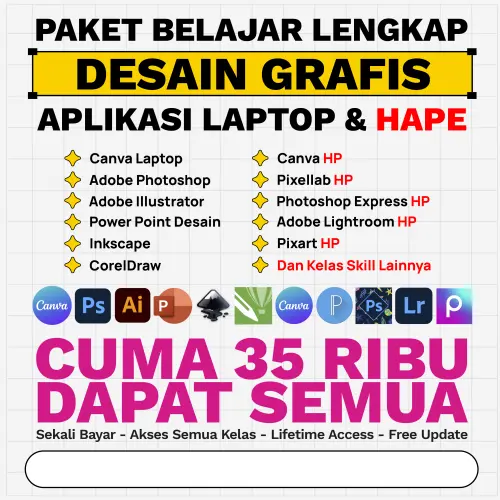 PAKET BELAJAR LENGKAP
DESAIN GRAFIS
APLIKASI LAPTOP & HAPE
Canva Laptop
Adobe Photoshop
Adobe Illustrator
Power Point Desain
Inkscape
CorelDraw
Canva HP
Pixellab HP
Photoshop Express HP
Adobe Lightroom HP
Pixart HP
Dan Kelas Skill Lainnya
Canva Ps Ai P Canva P Ps Lr P
CUMA 35 RIBU
DAPAT SEMUA
Sekali Bayar - Akses Semua Kelas - Lifetime Access - Free Update